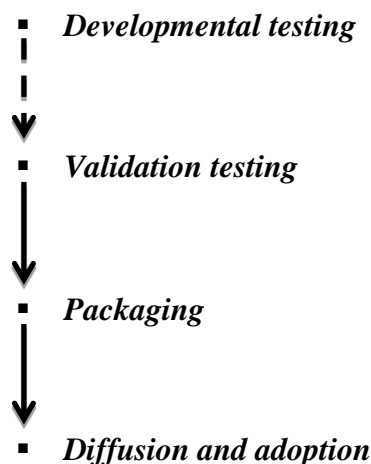 ▪ Developmental testing
▪ Validation testing
▪ Packaging
▪ Diffusion and adoption